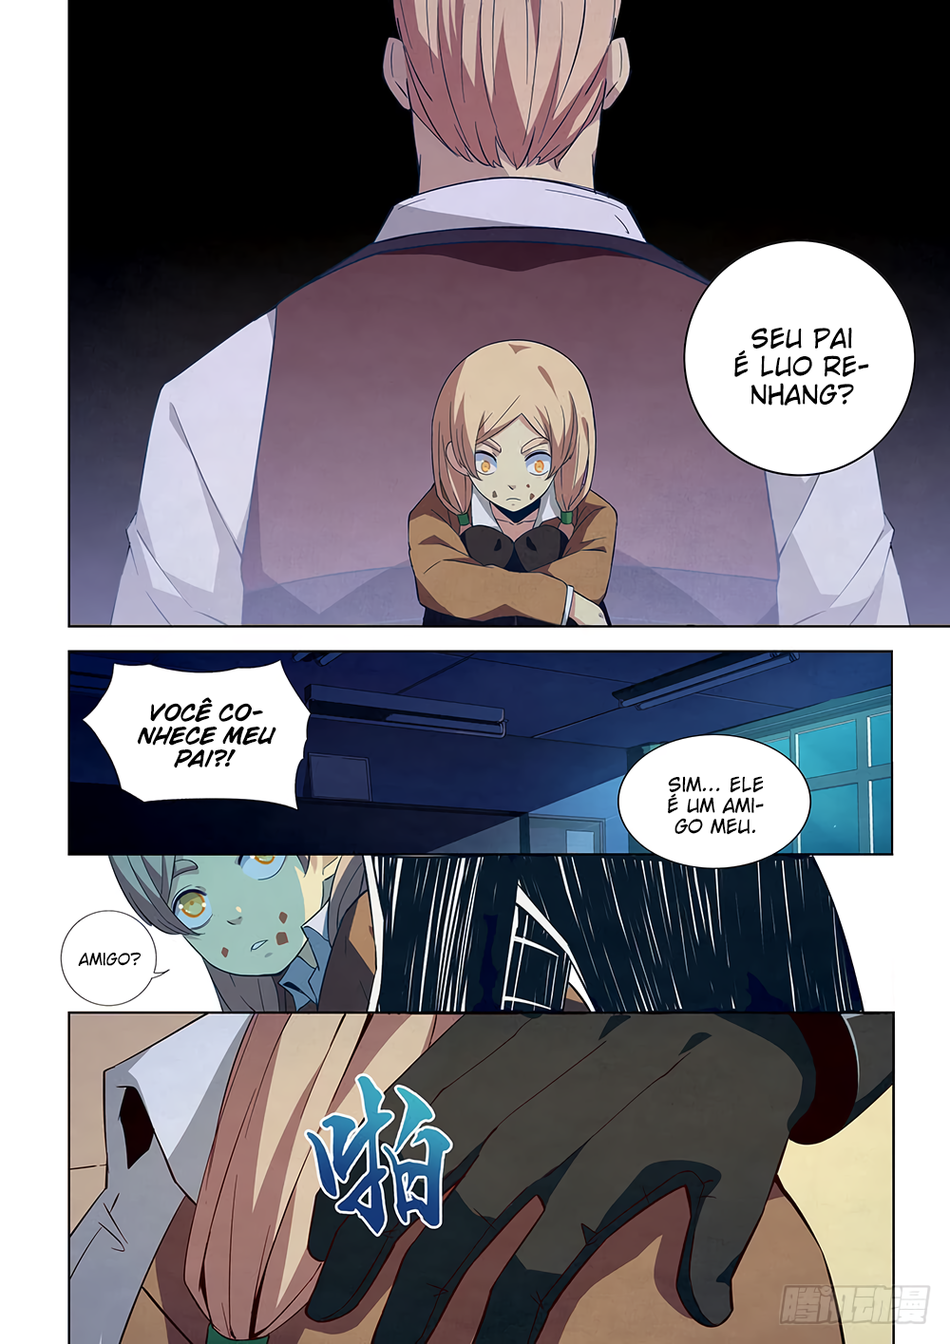 SEU PAI
É LUO RE-
NHANG?
VOCÊ CO-
NHECE MEU
PAI?!
SIM... ELE
É UM AMI-
GO MEU.
AMIGO?
啪
腾讯动漫